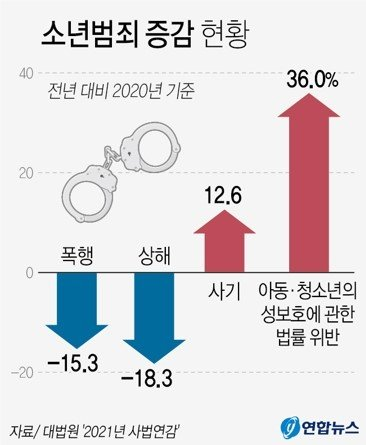 소년범죄 증감 현황
40
전년 대비 2020년 기준
36.0%
20
12.6
폭행
상해
0
사기
아동·청소년의
성보호에 관한
법률 위반
-15.3
-18.3
-20
자료/ 대법원 '2021년 사법연감'
연합뉴스